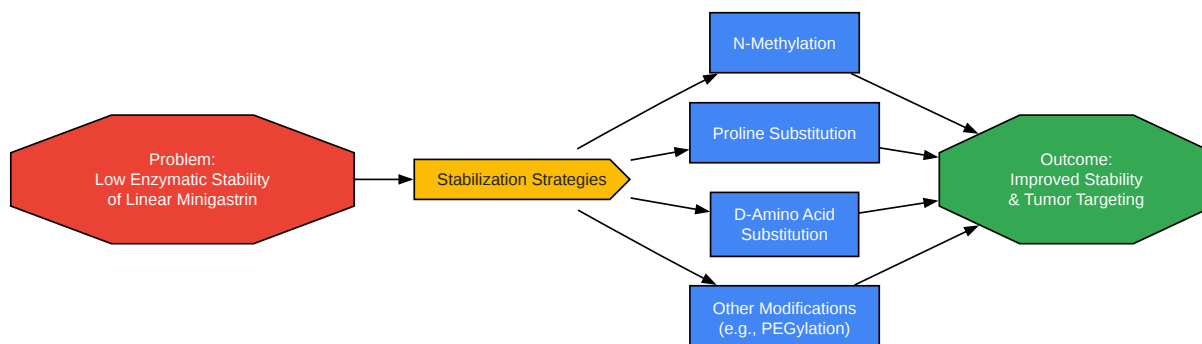 Problem:
Low Enzymatic Stability
of Linear Minigastrin
Stabilization Strategies
N-Methylation
Proline Substitution
D-Amino Acid
Substitution
Other Modifications
(e.g., PEGylation)
Outcome:
Improved Stability
& Tumor Targeting